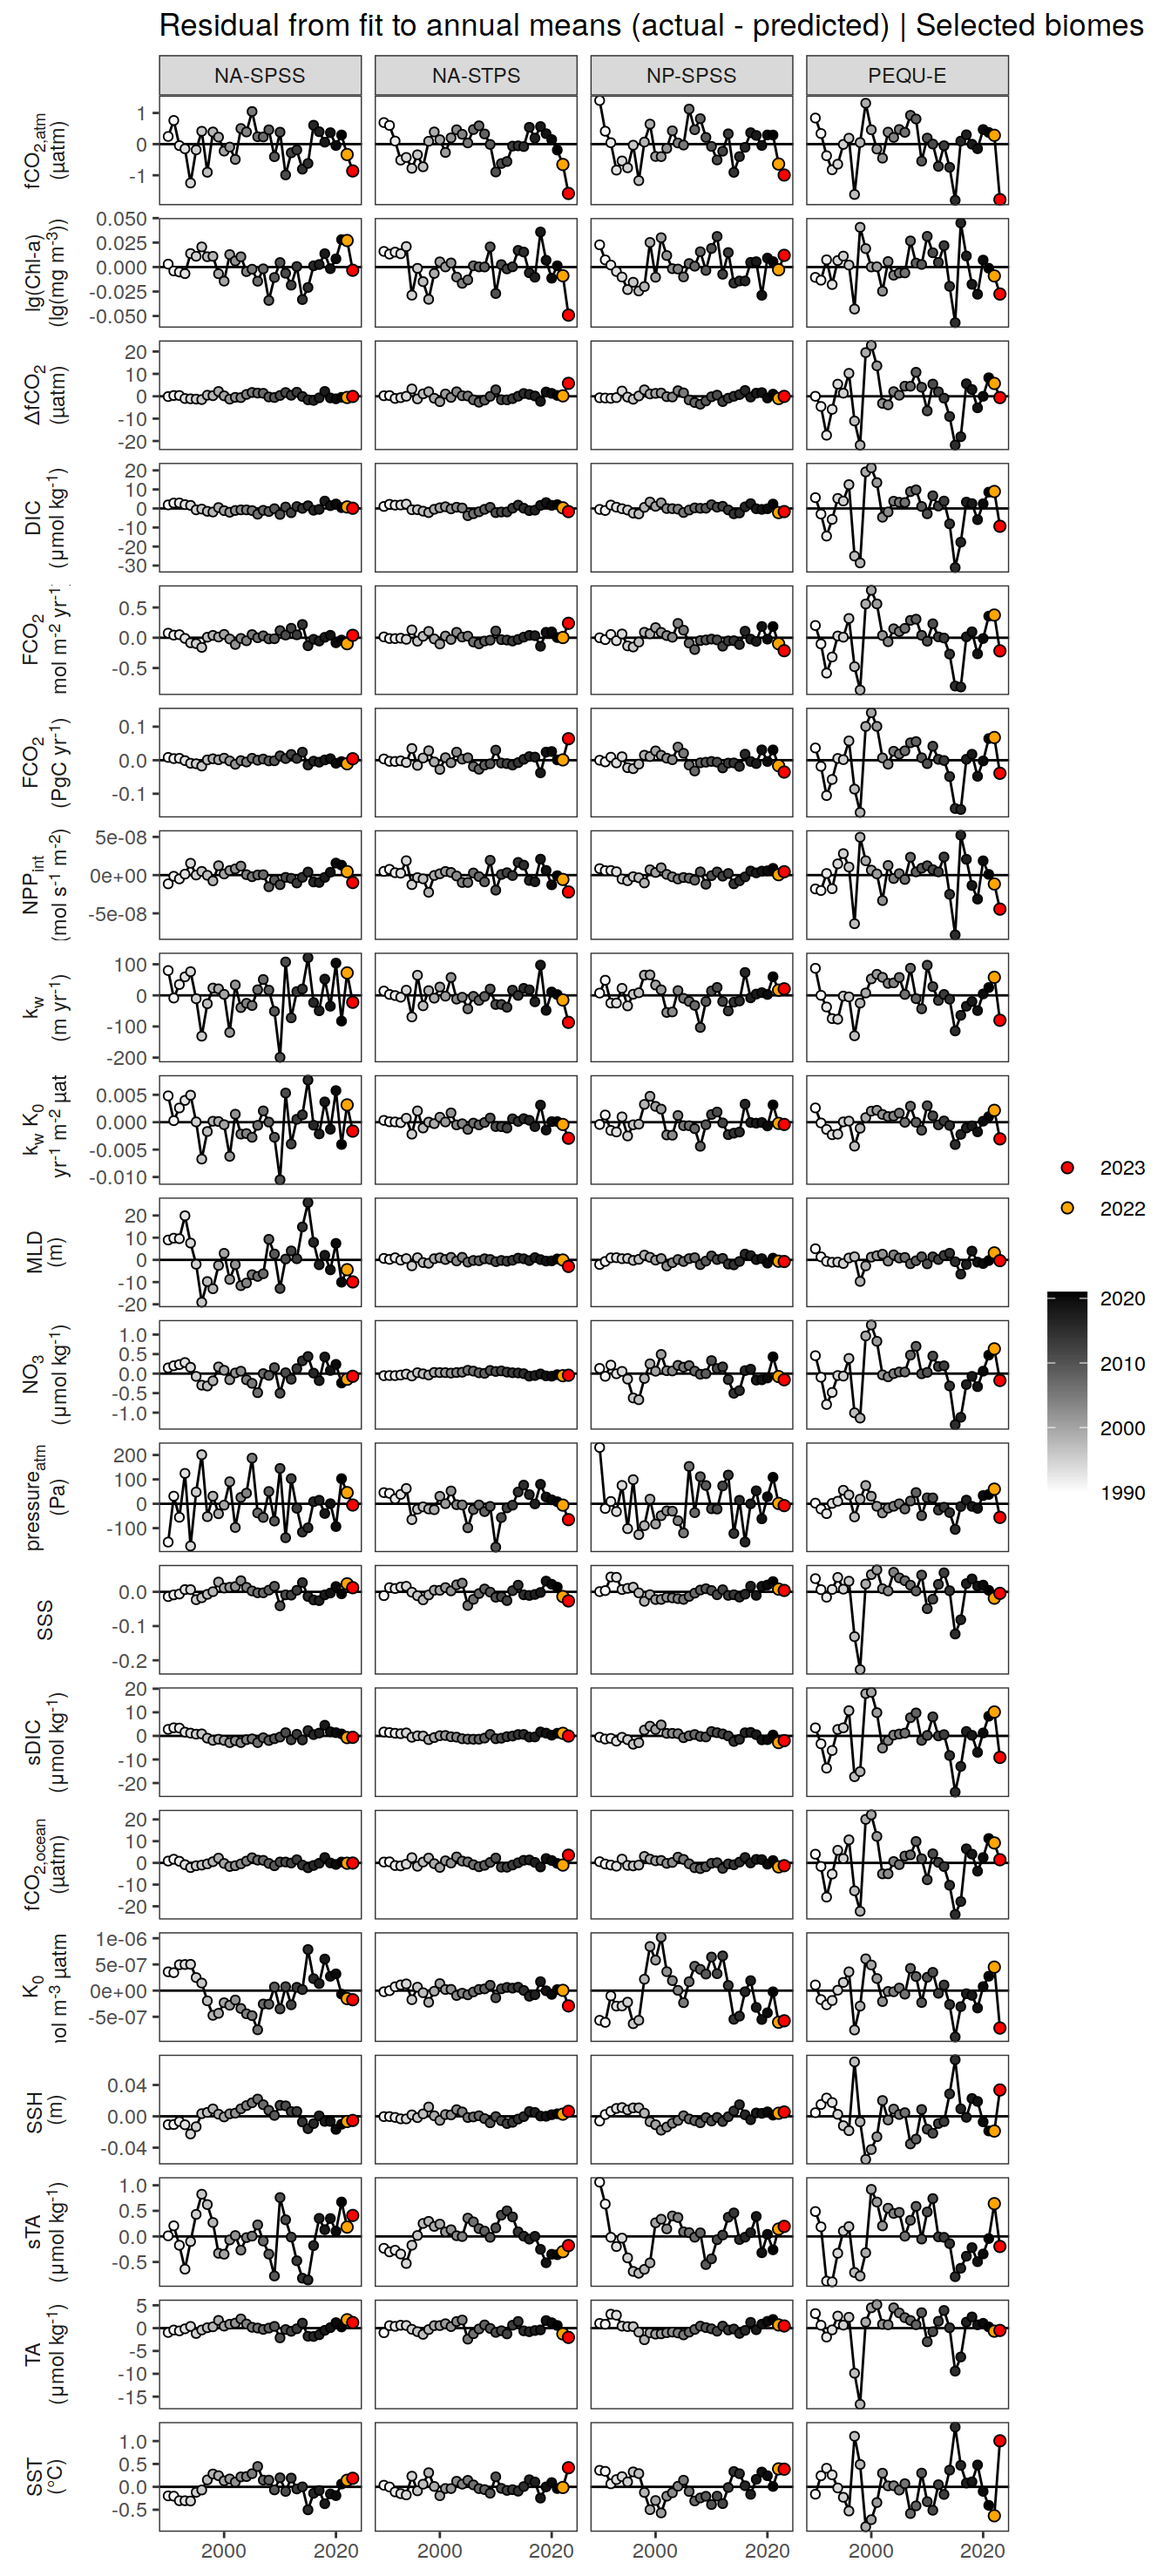 Residual from fit to annual means (actual - predicted) | Selected biomes
NA-SPSS NA-STPS NP-SPSS PEQU-E
fCO2,atm
(µatm)
1
0
-1
lg(Chl-a)
(lg(mg m-3))
0.050
0.025
0.000
-0.025
-0.050
ΔfCO2
(µatm)
20
10
0
-10
-20
DIC
(µmol kg-1)
20
10
0
-10
-20
-30
FCO2
mol m-2 yr-1
0.5
0.0
-0.5
FCO2
(PgC yr-1)
0.1
0.0
-0.1
NPPint
(mol s-1 m-2)
5e-08
0e+00
-5e-08
kw
(m yr-1)
100
0
-100
-200
kw K0
yr-1 m-2 µat
0.005
0.000
-0.005
-0.010
MLD
(m)
20
10
0
-10
-20
NO3
(µmol kg-1)
1.0
0.5
0.0
-0.5
-1.0
pressureatm
(Pa)
200
100
0
-100
SSS
0.0
-0.1
-0.2
sDIC
(µmol kg-1)
20
10
0
-10
-20
fCO2,ocean
(µatm)
20
10
0
-10
-20
K0
m-3 µatm
1e-06
5e-07
0e+00
-5e-07
SSH
(m)
0.04
0.00
-0.04
sTA
(µmol kg-1)
1.0
0.5
0.0
-0.5
TA
(µmol kg-1)
5
0
-5
-10
-15
SST
(°C)
1.0
0.5
0.0
-0.5
2000 2020 2000 2020 2000 2020 2000 2020
2023
2022
2020
2010
2000
1990